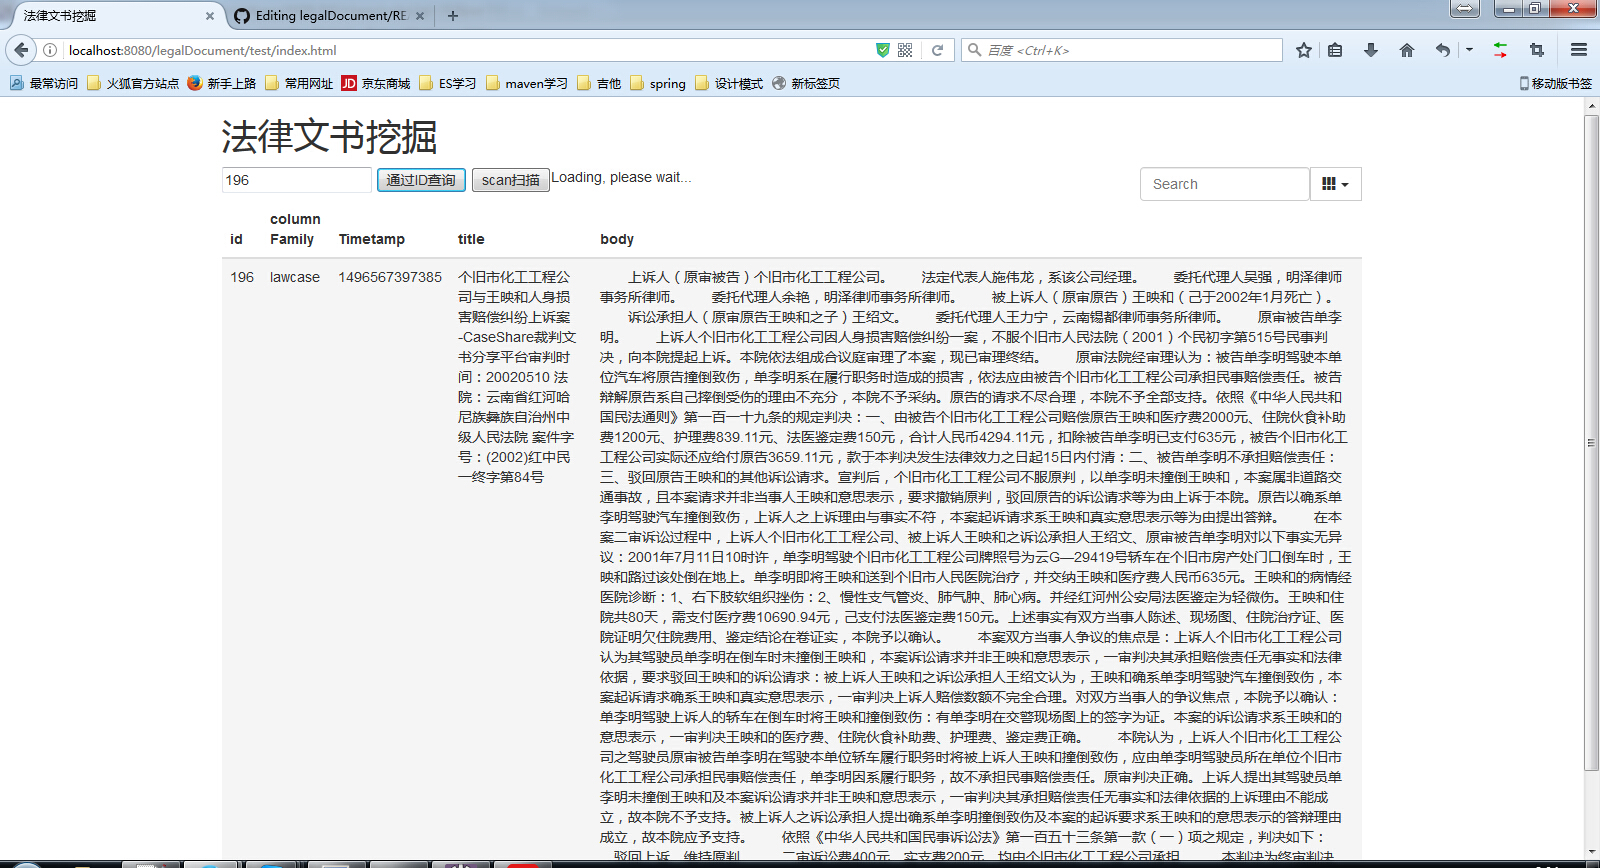 法律文书挖掘
Editing legalDocument/RE
localhost:8080/legalDocument/test/index.html
百度 <Ctrl+K>
最常访问 火狐官方站点 新手上路 常用网址 JD 京东商城 ES学习 maven学习 吉他 spring 设计模式 新标签页 移动版书签
法律文书挖掘
196 通过ID查询 scan扫描 Loading, please wait... Search
id column Family Timetamp title body
196 lawcase 1496567397385
个旧市化工工程公
司与王映和人身损
害赔偿纠纷上诉案
-CaseShare裁判文
书分享平台审判时
间：20020510 法
院：云南省红河哈
尼族彝族自治州中
级人民法院 案件字
号：(2002)红中民
一终字第84号
上诉人（原审被告）个旧市化工工程公司。 法定代表人施伟龙，系该公司经理。 委托代理人吴强，明泽律师
事务所律师。 委托代理人余艳，明泽律师事务所律师。 被上诉人（原审原告）王映和（己于2002年1月死亡）。
诉讼承担人（原审原告王映和之子）王绍文。 委托代理人王力宁，云南锡都律师事务所律师。 原审被告单李
明。 上诉人个旧市化工工程公司因人身损害赔偿纠纷一案，不服个旧市人民法院（2001）个民初字第515号民事判
决，向本院提起上诉。本院依法组成合议庭审理了本案，现已审理终结。 原审法院经审理认为：被告单李明驾驶本单
位汽车将原告撞倒致伤，单李明系在履行职务时造成的损害，依法应由被告个旧市化工工程公司承担民事赔偿责任。被告
辩解原告系自己摔倒受伤的理由不充分，本院不予采纳。原告的请求不尽合理，本院不予全部支持。依照《中华人民共和
国民法通则》第一百一十九条的规定判决：一、由被告个旧市化工工程公司赔偿原告王映和医疗费2000元、住院伙食补助
费1200元、护理费839.11元、法医鉴定费150元，合计人民币4294.11元，扣除被告单李明已支付635元，被告个旧市化工
工程公司实际还应给付原告3659.11元，款于本判决发生法律效力之日起15日内付清：二、被告单李明不承担赔偿责任：
三、驳回原告王映和的其他诉讼请求。宣判后，个旧市化工工程公司不服原判，以单李明未撞倒王映和，本案属非道路交
通事故，且本案请求并非当事人王映和意思表示，要求撤销原判，驳回原告的诉讼请求等为由上诉于本院。原告以确系单
李明驾驶汽车撞倒致伤，上诉人之上诉理由与事实不符，本案起诉请求系王映和真实意思表示等为由提出答辩。 在本
案二审诉讼过程中，上诉人个旧市化工工程公司、被上诉人王映和之诉讼承担人王绍文、原审被告单李明对以下事实无异
议：2001年7月11日10时许，单李明驾驶个旧市化工工程公司牌照号为云G—29419号轿车在个旧市房产处门口倒车时，王
映和路过该处倒在地上。单李明即将王映和送到个旧市人民医院治疗，并交纳王映和医疗费人民币635元。王映和的病情经
医院诊断：1、右下肢软组织挫伤：2、慢性支气管炎、肺气肿、肺心病。并经红河州公安局法医鉴定为轻微伤。王映和住
院共80天，需支付医疗费10690.94元，己支付法医鉴定费150元。上述事实有双方当事人陈述、现场图、住院治疗证、医
院证明欠住院费用、鉴定结论在卷证实，本院予以确认。 本案双方当事人争议的焦点是：上诉人个旧市化工工程公司
认为其驾驶员单李明在倒车时未撞倒王映和，本案诉讼请求并非王映和意思表示，一审判决其承担赔偿责任无事实和法律
依据，要求驳回王映和的诉讼请求：被上诉人王映和之诉讼承担人王绍文认为，王映和确系单李明驾驶汽车撞倒致伤，本
案起诉请求确系王映和真实意思表示，一审判决上诉人赔偿数额不完全合理。对双方当事人的争议焦点，本院予以确认：
单李明驾驶上诉人的轿车在倒车时将王映和撞倒致伤：有单李明在交警现场图上的签字为证。本案的诉讼请求系王映和的
意思表示，一审判决王映和的医疗费、住院伙食补助费、护理费、鉴定费正确。 本院认为，上诉人个旧市化工工程公
司之驾驶员原审被告单李明在驾驶本单位轿车履行职务时将被上诉人王映和撞倒致伤，应由单李明驾驶员所在单位个旧市
化工工程公司承担民事赔偿责任，单李明因系履行职务，故不承担民事赔偿责任。原审判决正确。上诉人提出其驾驶员单
李明未撞倒王映和及本案诉讼请求并非王映和意思表示，一审判决其承担赔偿责任无事实和法律依据的上诉理由不能成
立，故本院不予支持。被上诉人之诉讼承担人提出确系单李明撞倒致伤及本案的起诉要求系王映和的意思表示的答辩理由
成立，故本院应予支持。 依照《中华人民共和国民事诉讼法》第一百五十三条第一款（一）项之规定，判决如下：
驳回上诉，维持原判。 二审诉讼费400元，实支费200元，均由个旧市化工工程公司承担。 本判决为终审判决